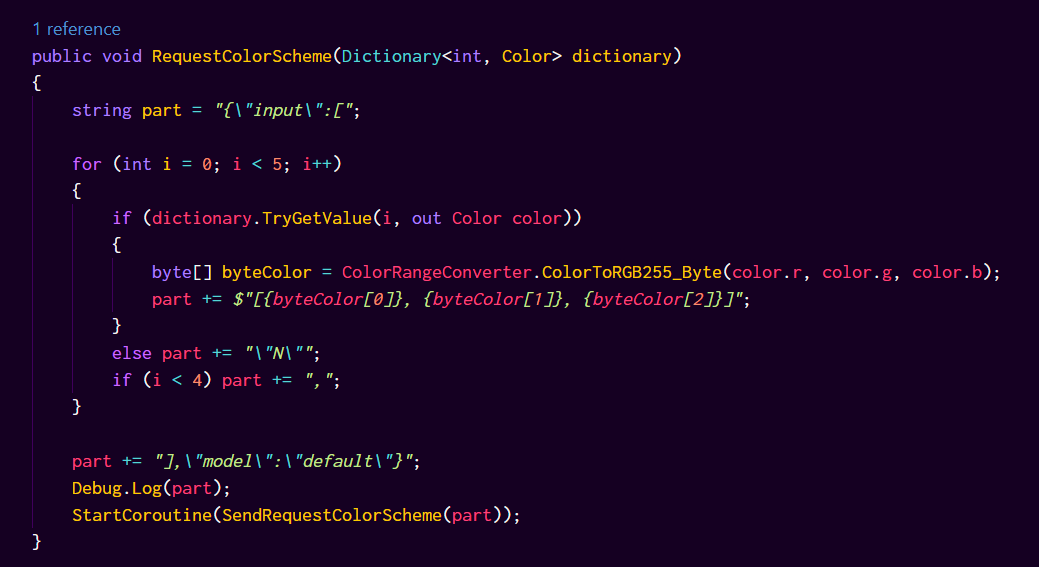 1 reference
public void RequestColorScheme(Dictionary<int, Color> dictionary)
{
    string part = "{\"input\":[";

    for (int i = 0; i < 5; i++)
    {
        if (dictionary.TryGetValue(i, out Color color))
        {
            byte[] byteColor = ColorRangeConverter.ColorToRGB255_Byte(color.r, color.g, color.b);
            part += $"[{byteColor[0]}, {byteColor[1]}, {byteColor[2]}]";
        }
        else part += "\"N\"";
        if (i < 4) part += ",";
    }

    part += "],\"model\":\"default\"}";
    Debug.Log(part);
    StartCoroutine(SendRequestColorScheme(part));
}